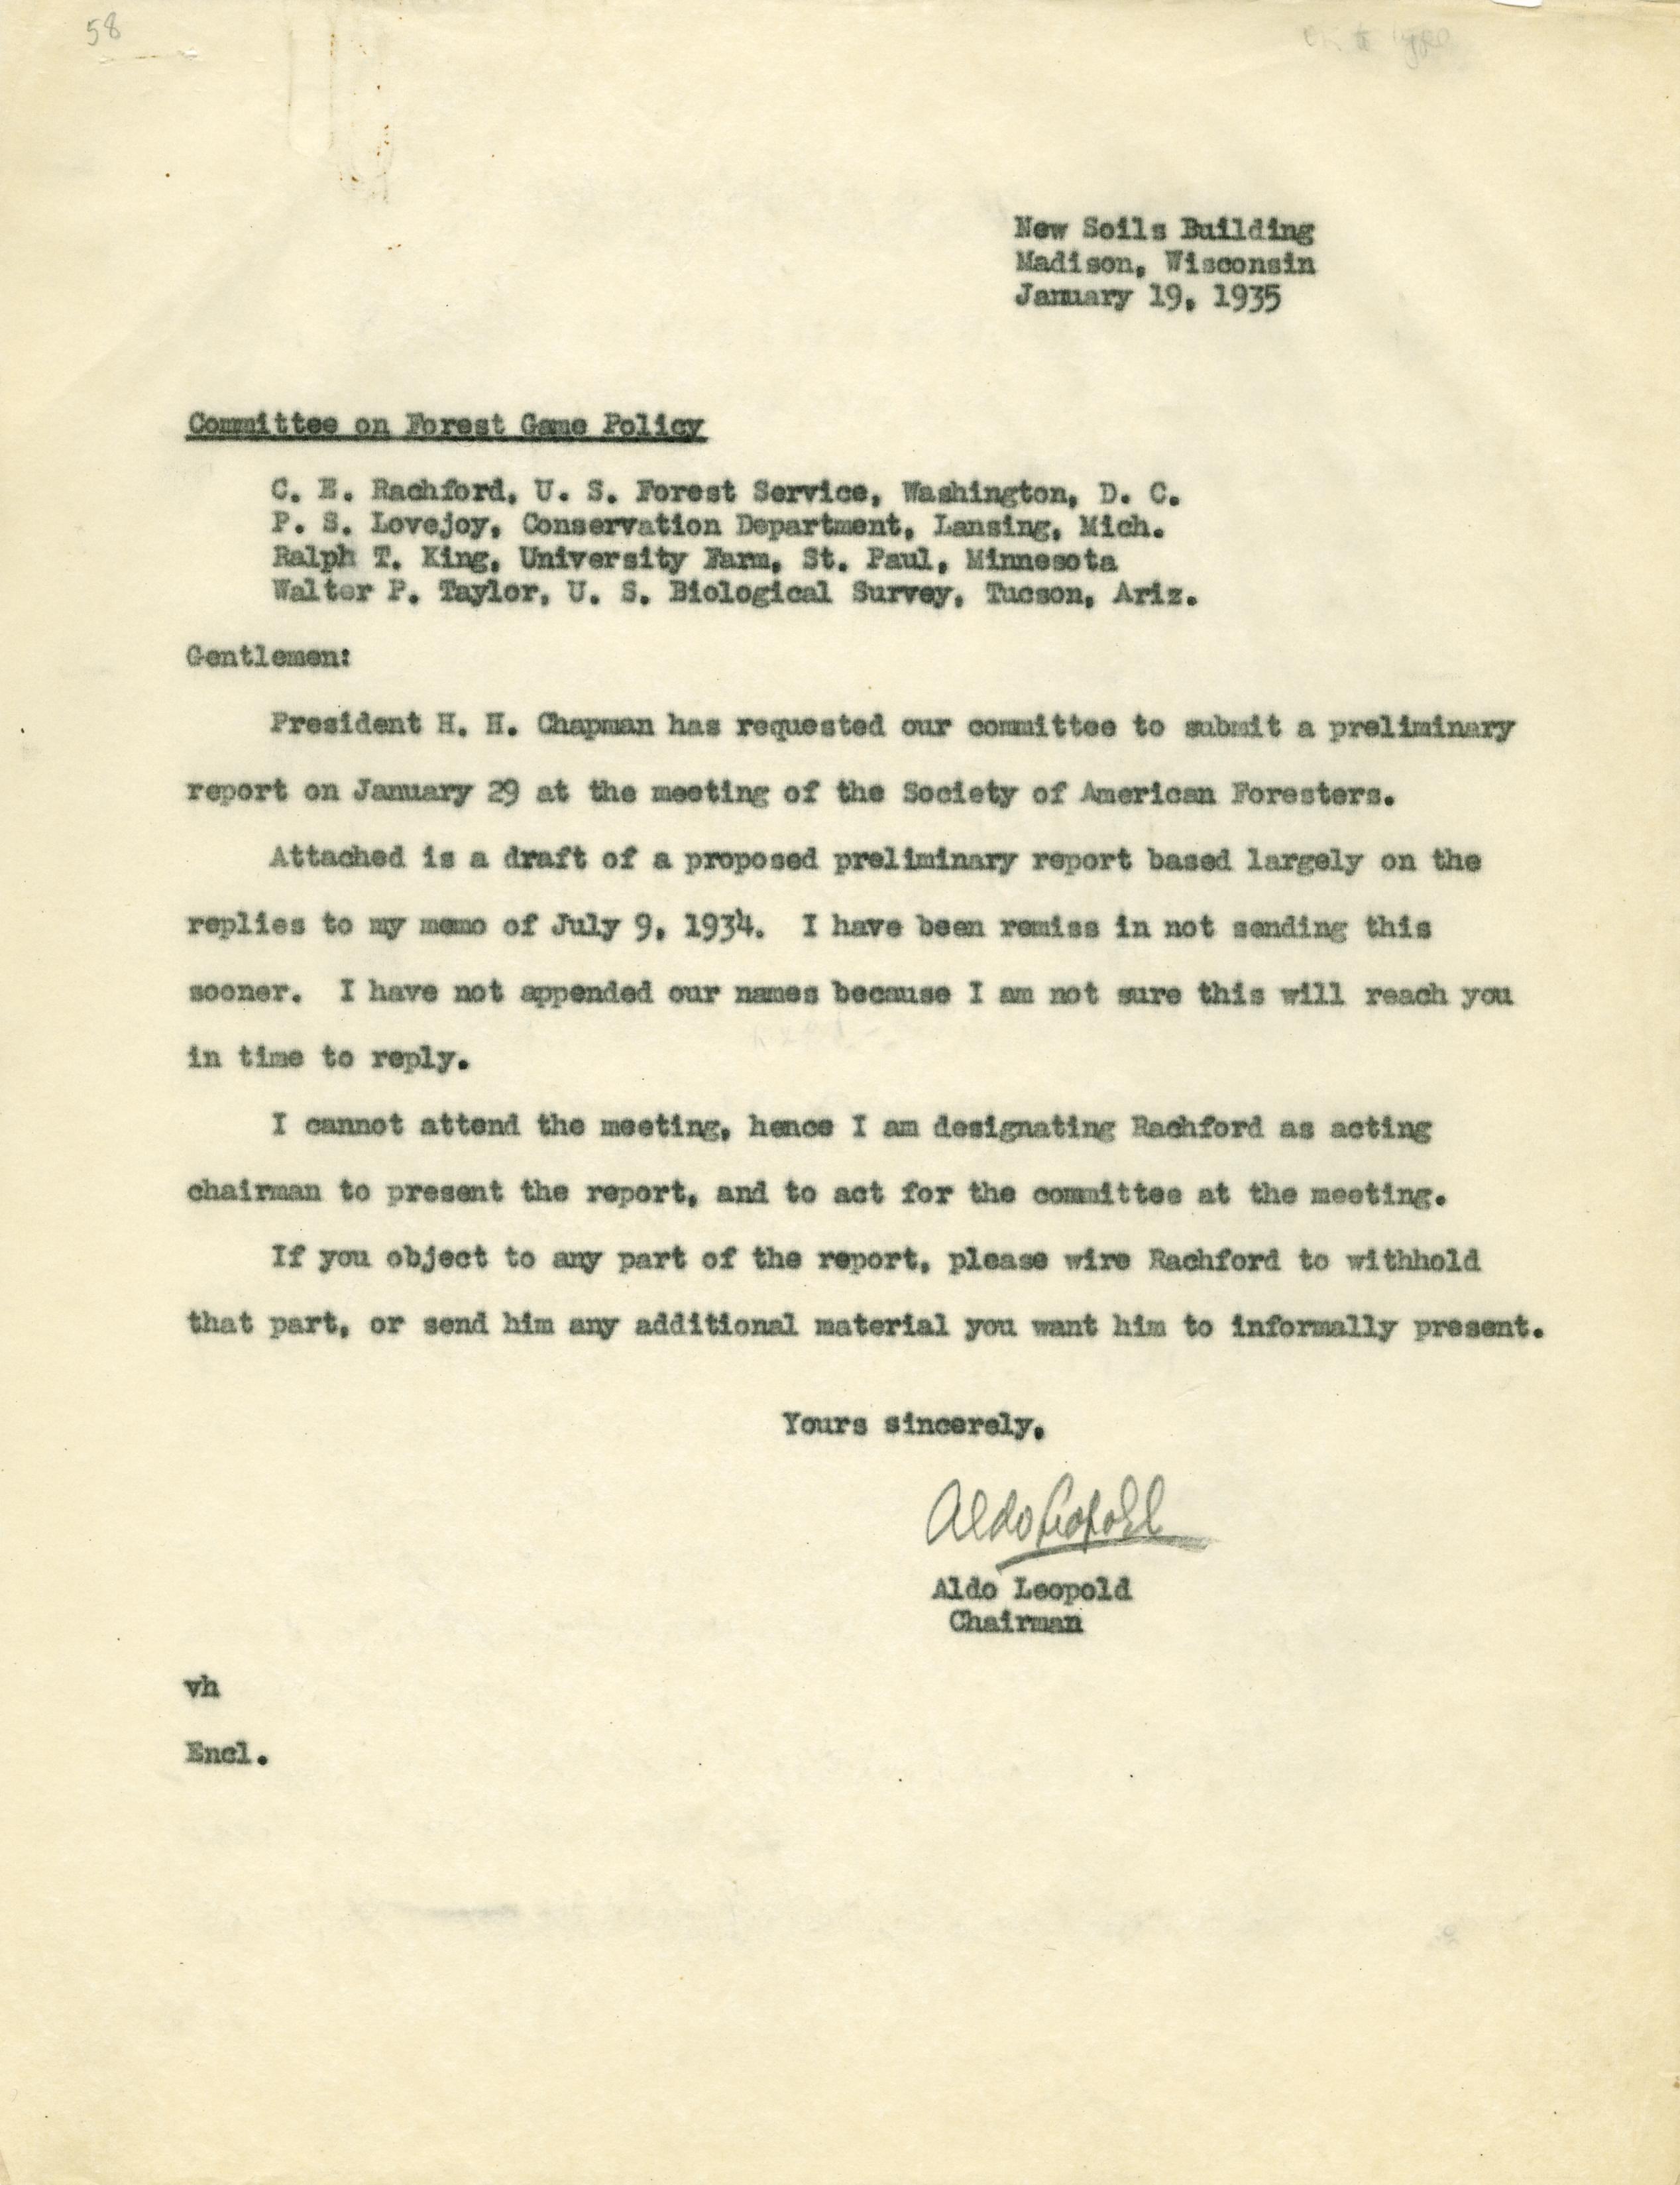 58
New Soils Building
Madison, Wisconsin
January 19, 1935
Committee on Forest Game Policy
C. E. Rachford, U. S. Forest Service, Washington, D. C.
P. S. Lovejoy, Conservation Department, Lansing, Mich.
Ralph T. King, University Farm, St. Paul, Minnesota
Walter P. Taylor, U. S. Biological Survey, Tucson, Ariz.
Gentlemen:
President H. H. Chapman has requested our committee to submit a preliminary
report on January 29 at the meeting of the Society of American Foresters.
Attached is a draft of a proposed preliminary report based largely on the
replies to my memo of July 9, 1934. I have been remiss in not sending this
sooner. I have not appended our names because I am not sure this will reach you
in time to reply.
I cannot attend the meeting, hence I am designating Rachford as acting
chairman to present the report, and to act for the committee at the meeting.
If you object to any part of the report, please wire Rachford to withhold
that part, or send him any additional material you want him to informally present.
Yours sincerely,
Aldo Leopold
Aldo Leopold
Chairman
vh
Encl.